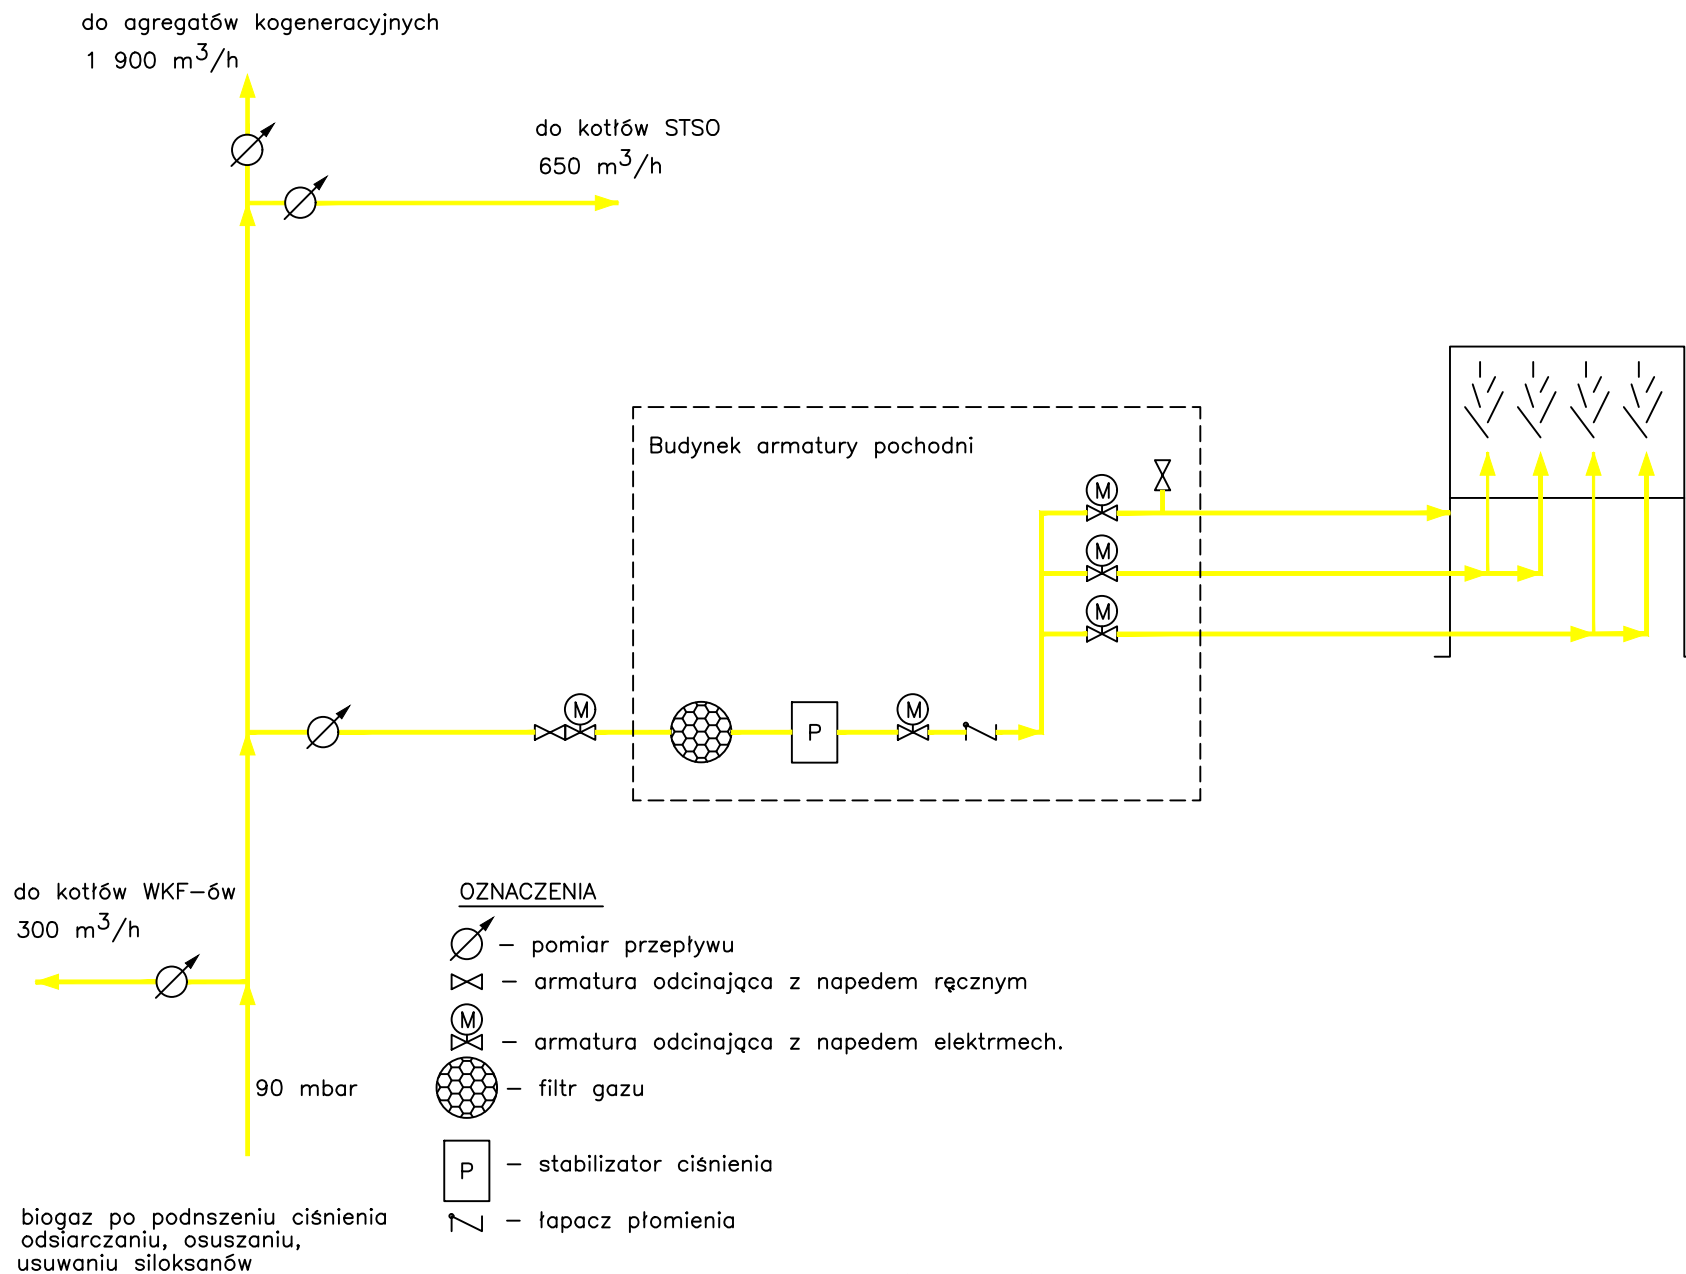 do agregatów kogeneracyjnych
1 900 m³/h
do kotłów STSO
650 m³/h
Budynek armatury pochodni
M
M
M
M
M
P
do kotłów WKF-ów
300 m³/h
90 mbar
biogaz po podnszeniu ciśnienia
odsiarczaniu, osuszaniu,
usuwaniu siloksanów
OZNACZENIA
- pomiar przepływu
- armatura odcinająca z napedem ręcznym
M
- armatura odcinająca z napedem elektrmech.
- filtr gazu
P
- stabilizator ciśnienia
- łapacz płomienia